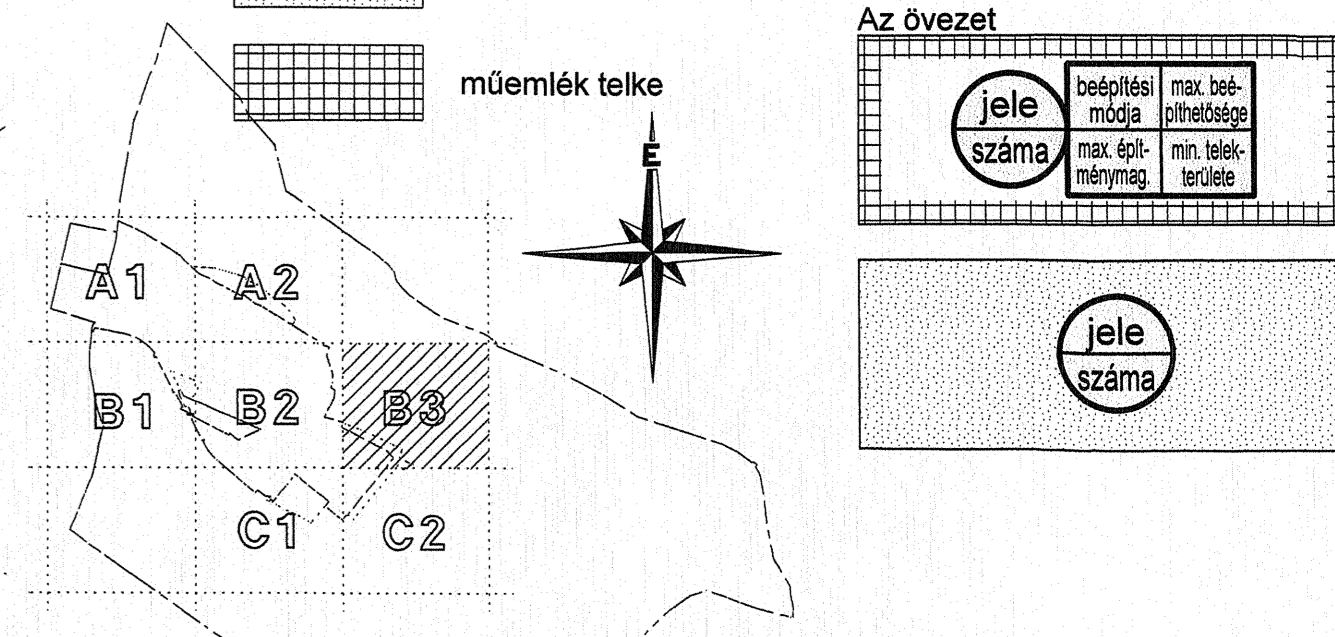 műemlék telke
E
A1
A2
B1
B2
B3
C1
C2
Az övezet
jele
száma
beépítési
módja
max. beé-
píthetősége
max. épít-
ménymag.
min. telek-
területe
jele
száma